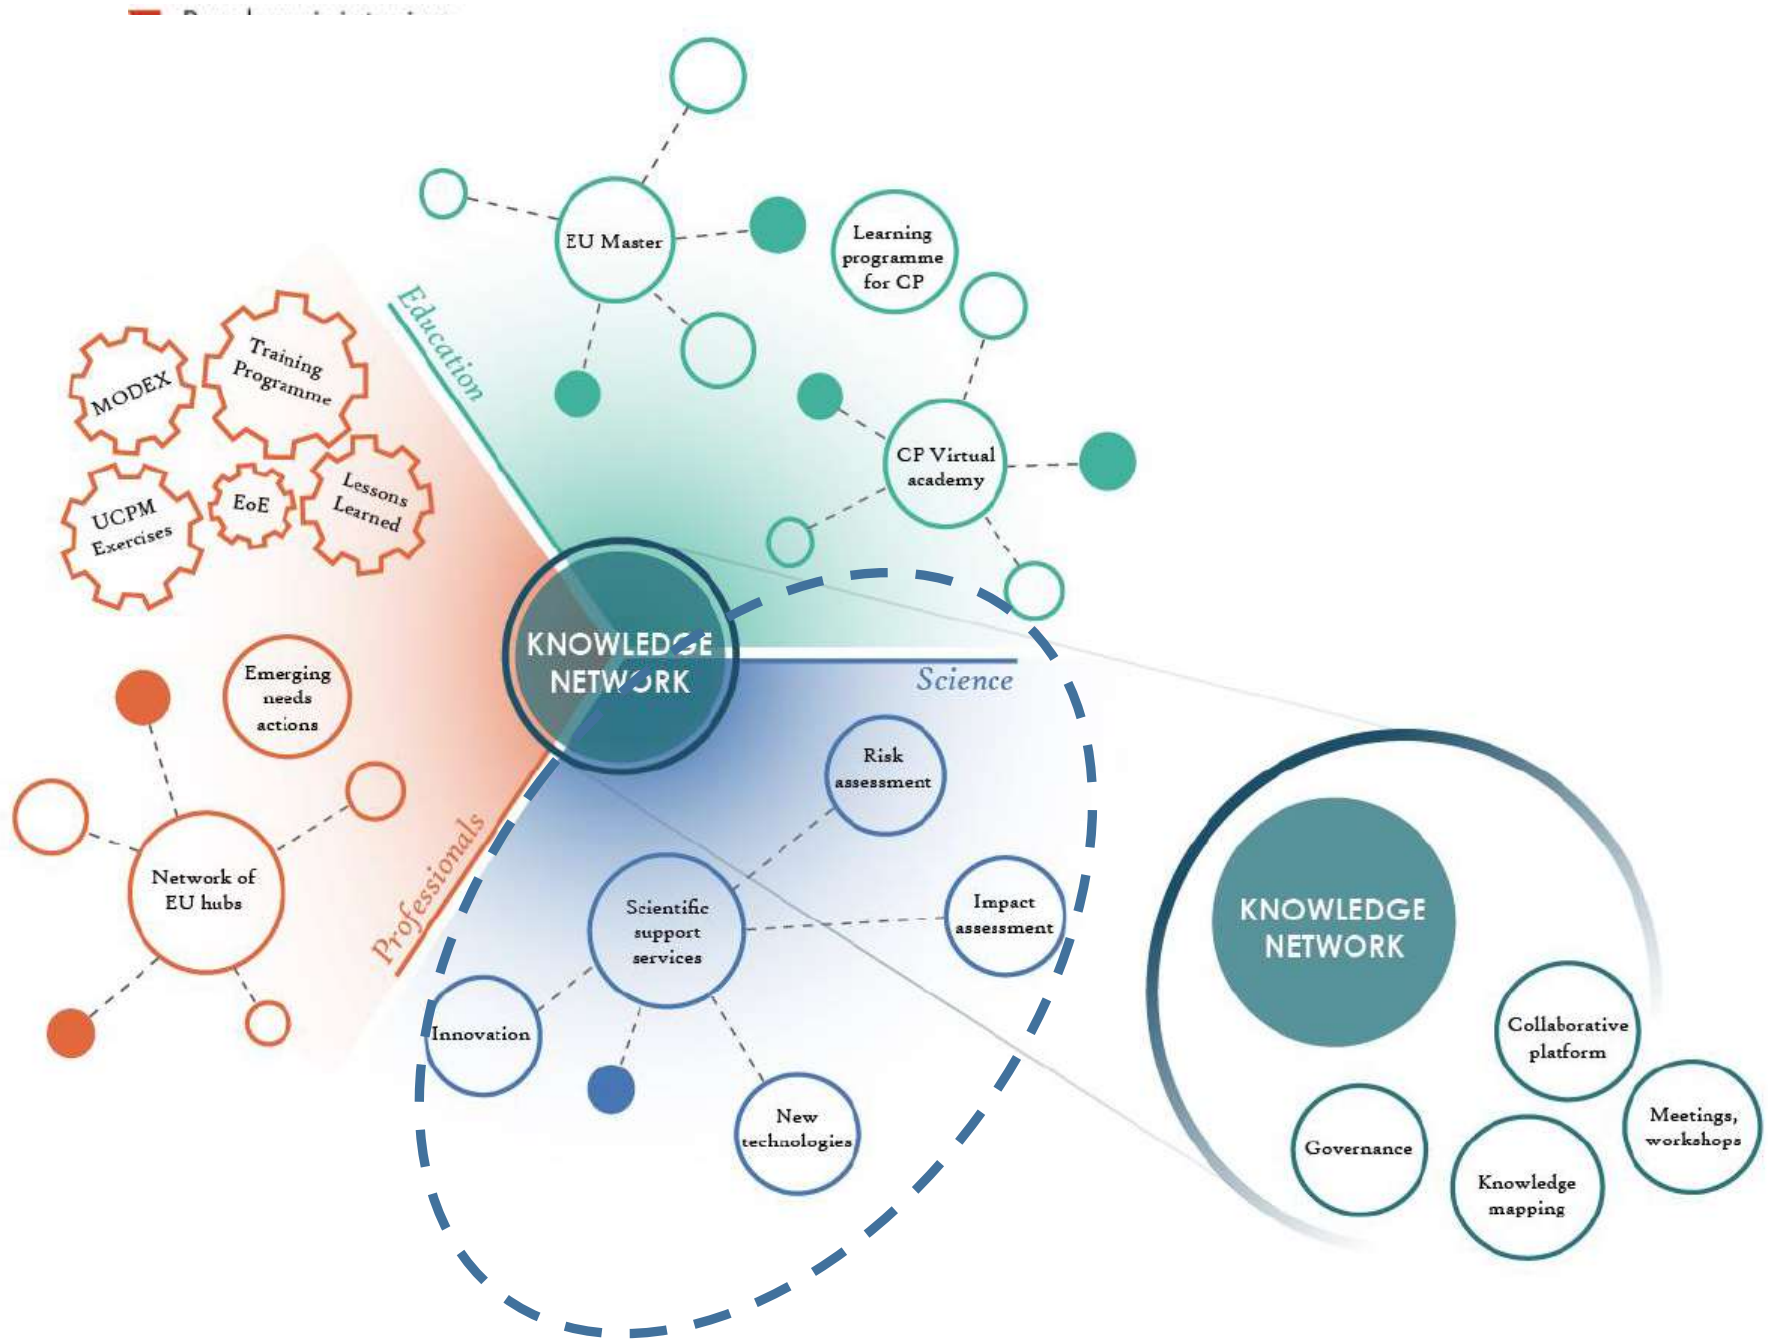 EU Master
Learning
programme
for CP
Education
Training
Programme
MODEX
CP Virtual
academy
Lessons
Learned
EoE
UCPM
Exercises
KNOWLEDGE
NETWORK
Science
Emerging
needs
actions
Risk
assessment
Professionals
Network of
EU hubs
Scientific
support
services
Impact
assessment
KNOWLEDGE
NETWORK
Innovation
Collaborative
platform
New
technologies
Meetings,
workshops
Governance
Knowledge
mapping